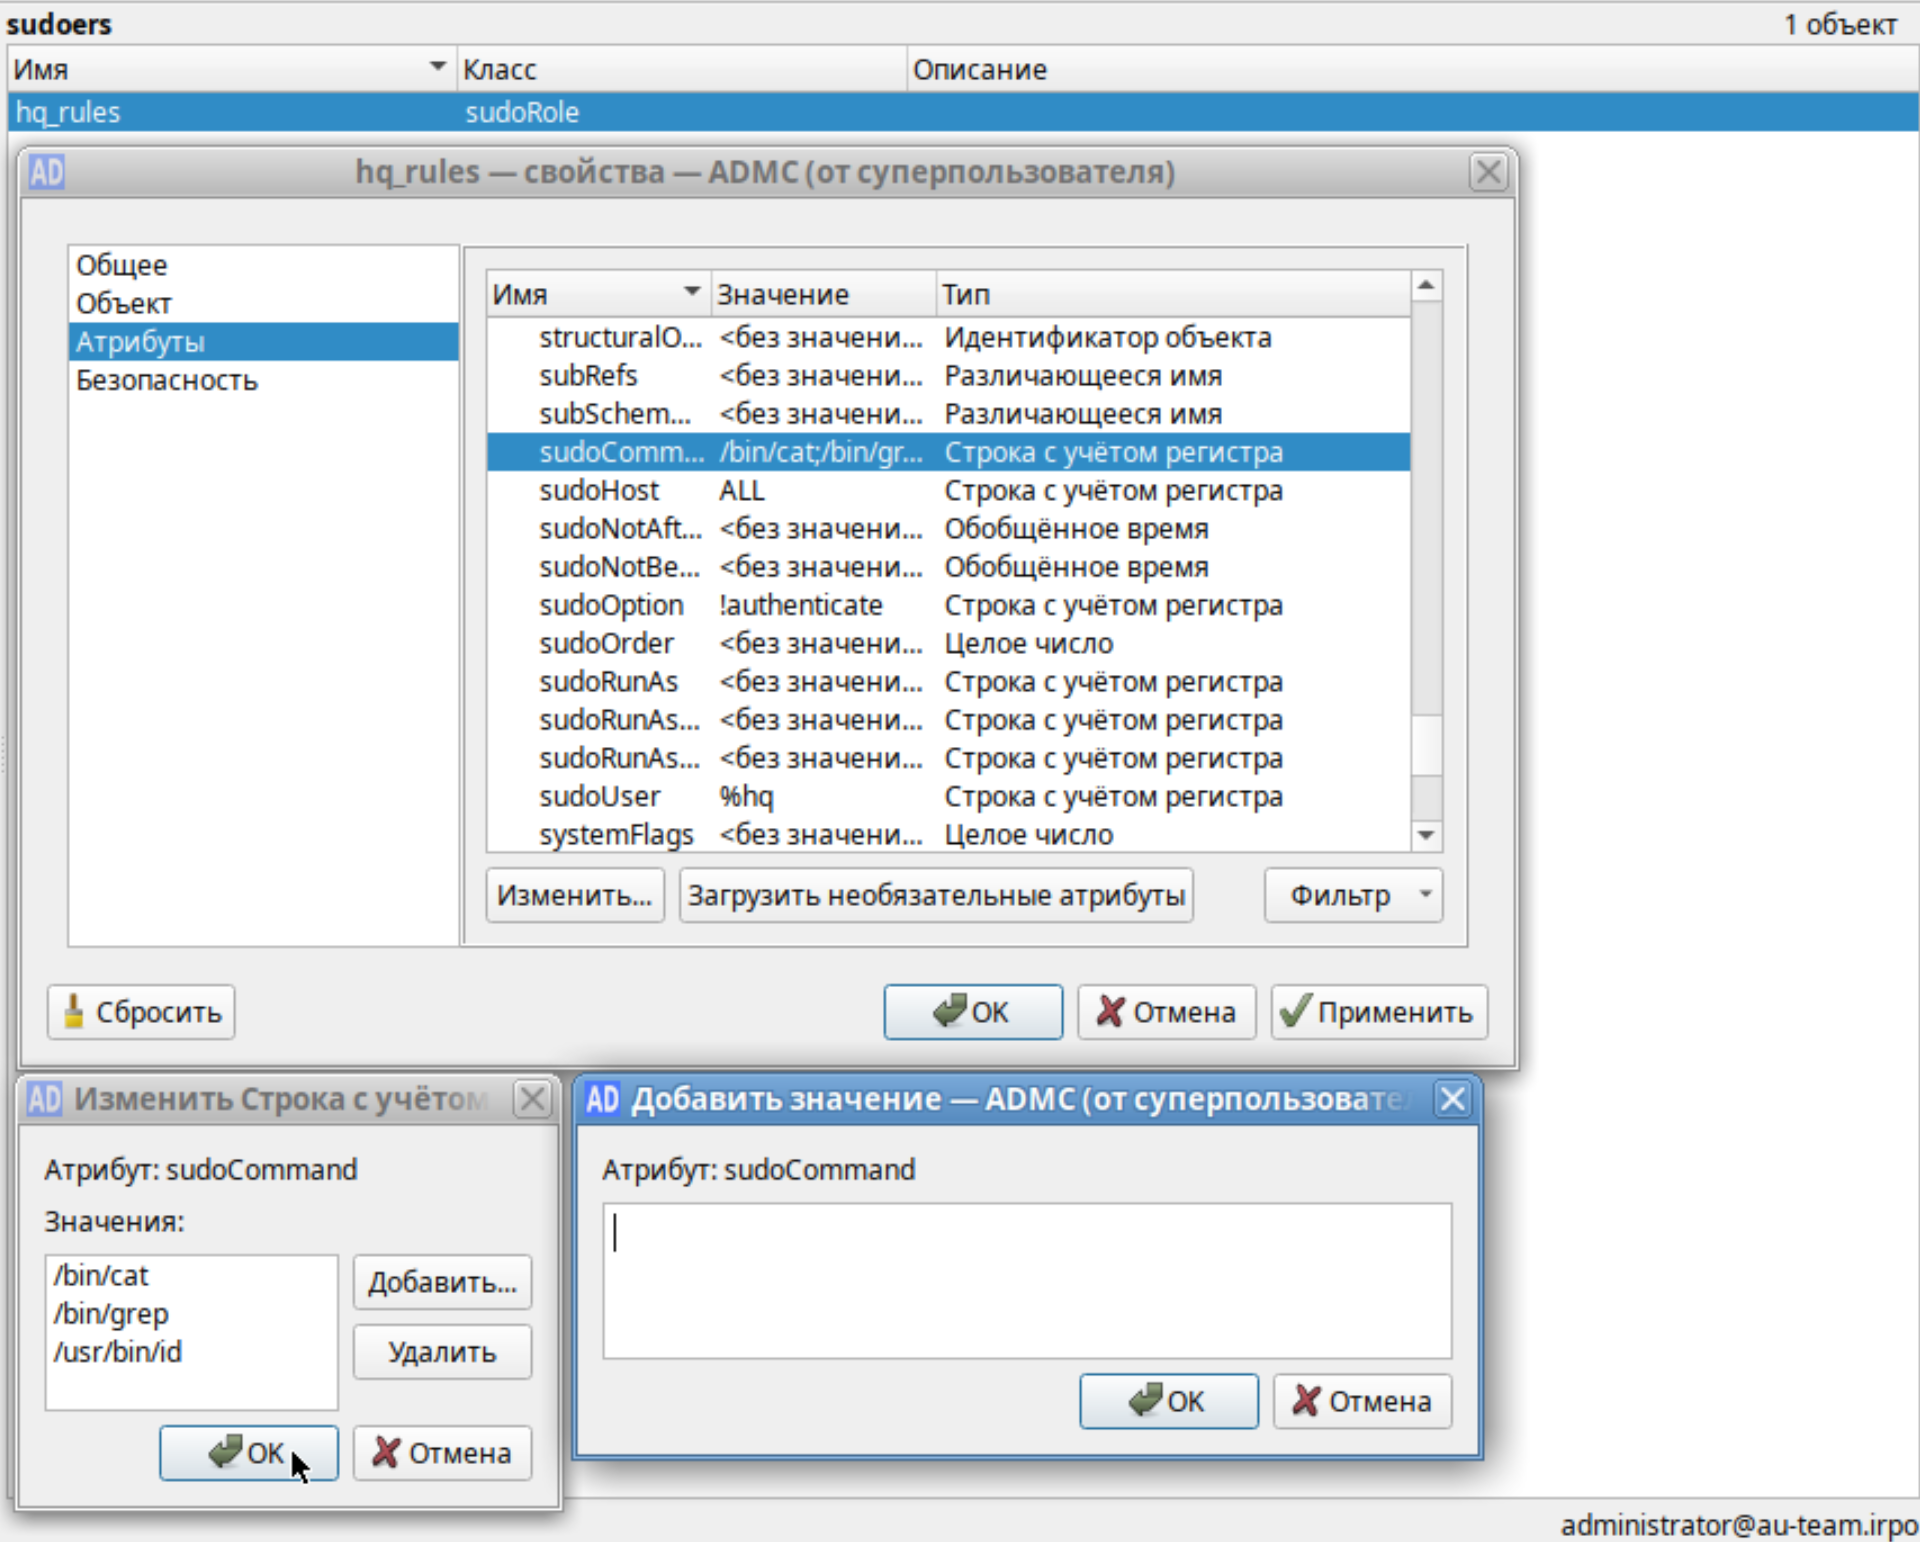 sudoers 1 объект
Имя Класс Описание
hq_rules sudoRole
AD hq_rules — свойства — ADMC (от суперпользователя)
Общее
Объект
Атрибуты
Безопасность
Имя Значение Тип
structuralO... <без значени... Идентификатор объекта
subRefs <без значени... Различающееся имя
subSchem... <без значени... Различающееся имя
sudoComm... /bin/cat;/bin/gr... Строка с учётом регистра
sudoHost ALL Строка с учётом регистра
sudoNotAft... <без значени... Обобщённое время
sudoNotBe... <без значени... Обобщённое время
sudoOption !authenticate Строка с учётом регистра
sudoOrder <без значени... Целое число
sudoRunAs <без значени... Строка с учётом регистра
sudoRunAs... <без значени... Строка с учётом регистра
sudoRunAs... <без значени... Строка с учётом регистра
sudoUser %hq Строка с учётом регистра
systemFlags <без значени... Целое число
Изменить... Загрузить необязательные атрибуты Фильтр
Сбросить OK Отмена Применить
AD Изменить Строка с учётом
Атрибут: sudoCommand
Значения:
/bin/cat
/bin/grep
/usr/bin/id
Добавить...
Удалить
OK Отмена
AD Добавить значение — ADMC (от суперпользовател
Атрибут: sudoCommand
OK Отмена
administrator@au-team.irpo